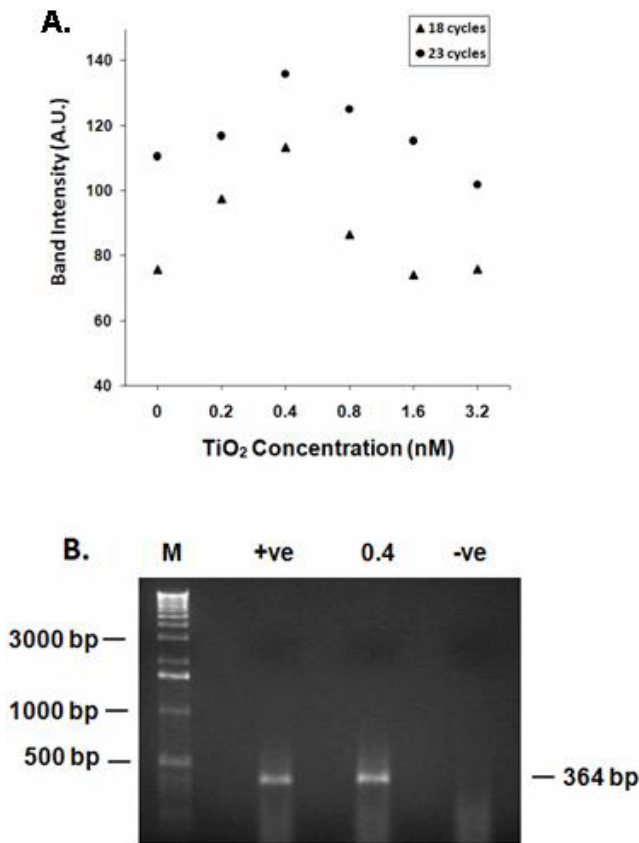 A.
▲ 18 cycles
● 23 cycles
140
120
100
80
60
40
Band Intensity (A.U.)
0 0.2 0.4 0.8 1.6 3.2
TiO₂ Concentration (nM)
B. M +ve 0.4 -ve
3000 bp
1000 bp
500 bp
364 bp